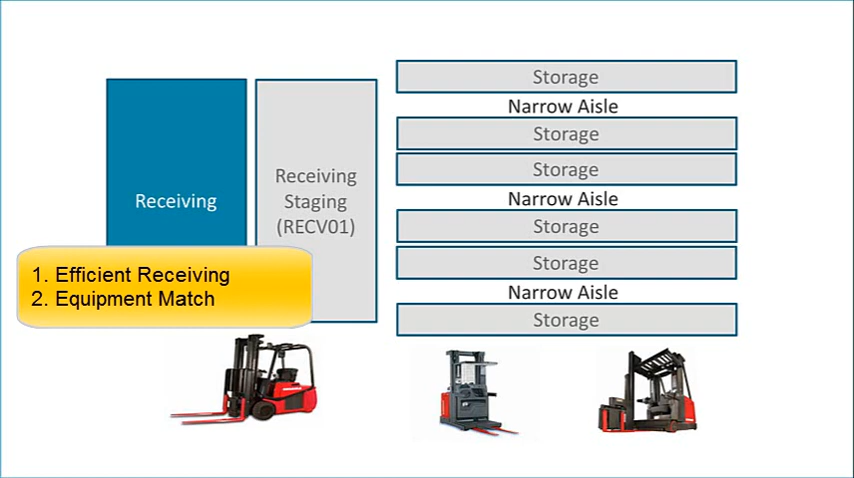 Storage
Narrow Aisle
Storage
Storage
Narrow Aisle
Storage
Storage
Narrow Aisle
Storage
Receiving
Receiving
Staging
(RECV01)
1. Efficient Receiving
2. Equipment Match